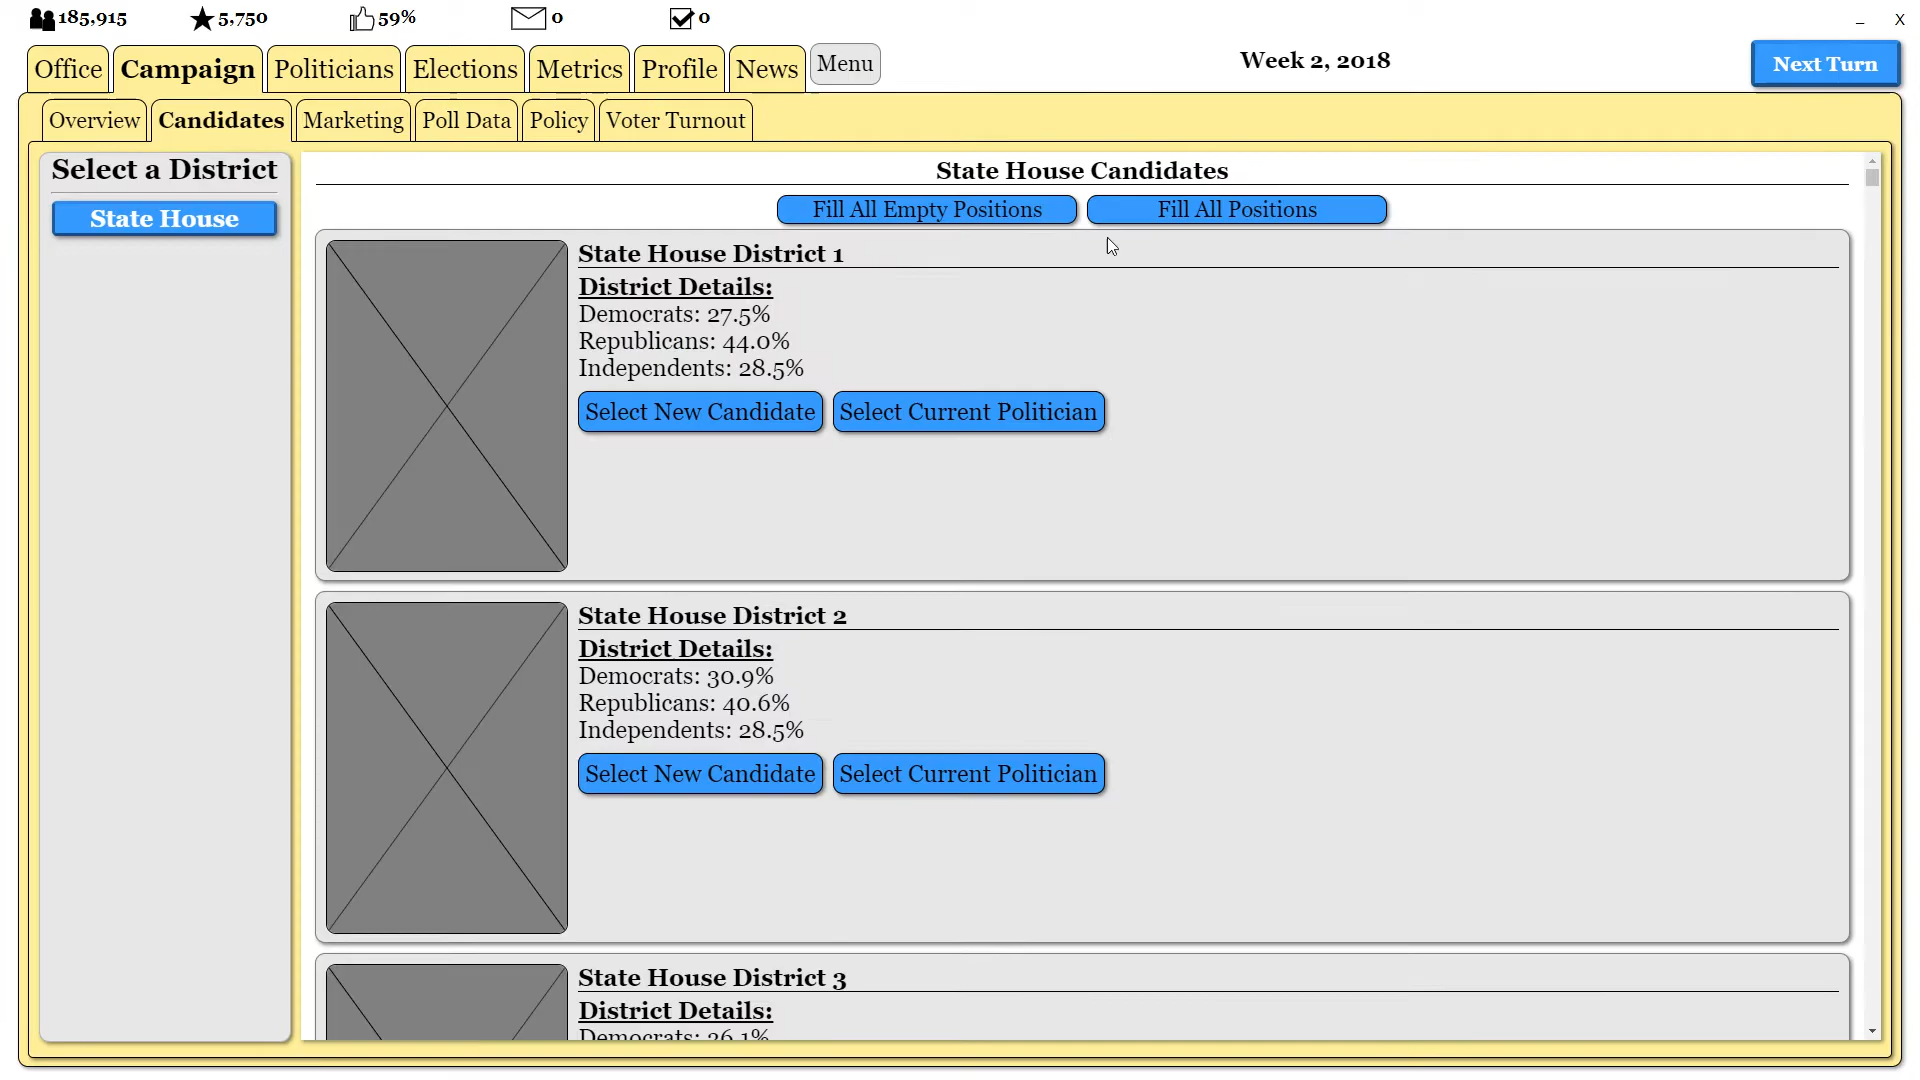 185,915 5,750 59% 0 0
_ X
Office Campaign Politicians Elections Metrics Profile News Menu
Week 2, 2018
Next Turn
Overview Candidates Marketing Poll Data Policy Voter Turnout
Select a District
State House
State House Candidates
Fill All Empty Positions Fill All Positions
State House District 1
District Details:
Democrats: 27.5%
Republicans: 44.0%
Independents: 28.5%
Select New Candidate Select Current Politician
State House District 2
District Details:
Democrats: 30.9%
Republicans: 40.6%
Independents: 28.5%
Select New Candidate Select Current Politician
State House District 3
District Details:
Democrats: